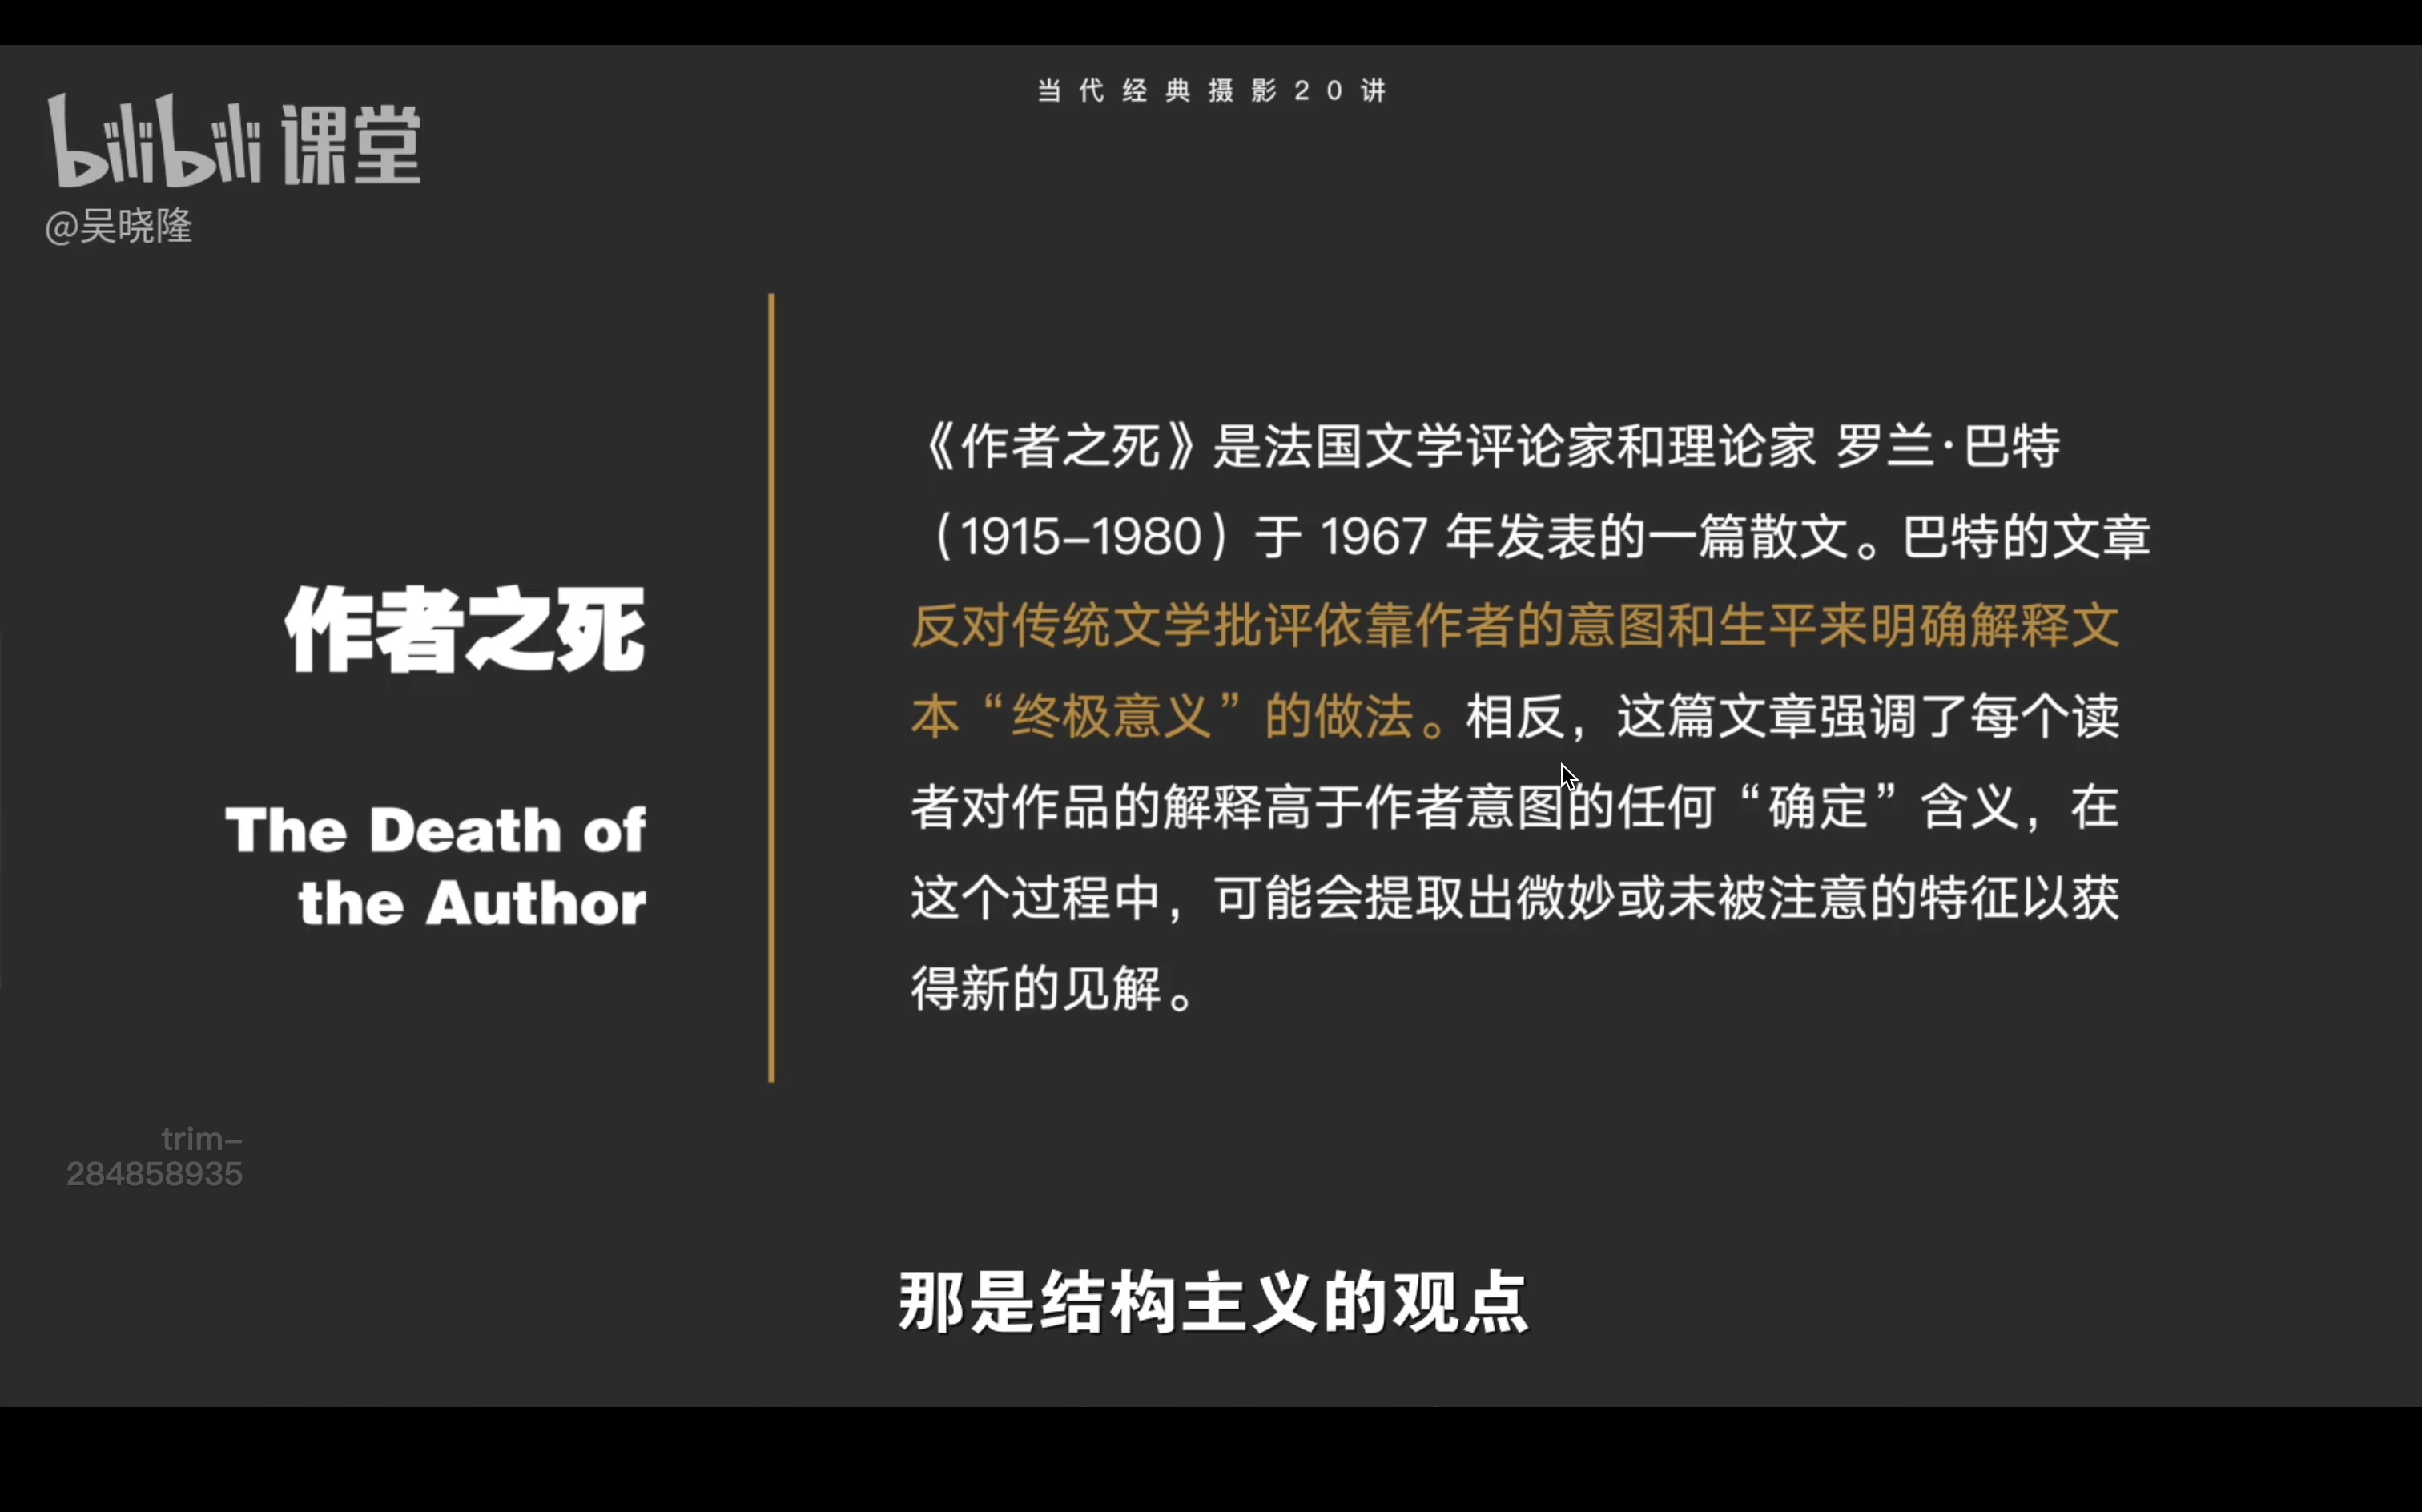 当代经典摄影20讲
bilibili 课堂
@吴晓隆
作者之死
The Death of
the Author
《作者之死》是法国文学评论家和理论家 罗兰·巴特
（1915–1980）于 1967 年发表的一篇散文。巴特的文章
反对传统文学批评依靠作者的意图和生平来明确解释文
本“终极意义”的做法。相反，这篇文章强调了每个读
者对作品的解释高于作者意图的任何“确定”含义，在
这个过程中，可能会提取出微妙或未被注意的特征以获
得新的见解。
trim-
284858935
那是结构主义的观点